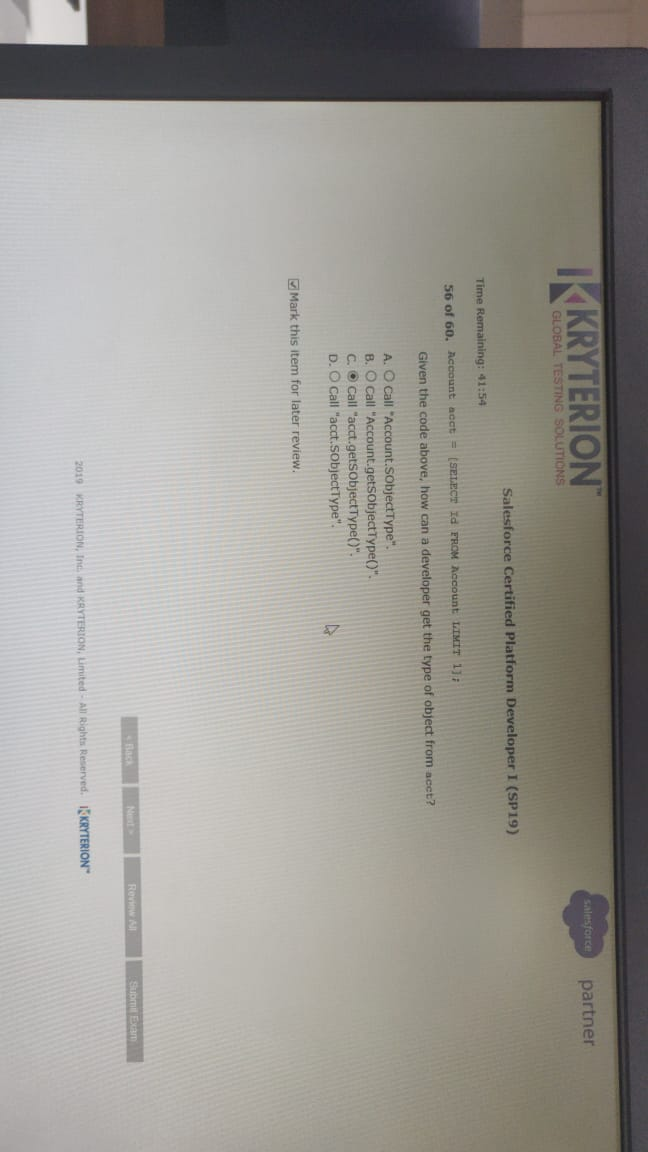 KRYTERION™
GLOBAL TESTING SOLUTIONS
salesforce partner
Salesforce Certified Platform Developer I (SP19)
Time Remaining: 41:54
56 of 60. Account acct = [SELECT Id FROM Account LIMIT 1];
Given the code above, how can a developer get the type of object from acct?
A. Call "Account.SObjectType".
B. Call "Account.getSObjectType()".
C. Call "acct.getSObjectType()".
D. Call "acct.SObjectType".
Mark this item for later review.
< Back Next > Review All Submit Exam
2019 KRYTERION, Inc. and KRYTERION, Limited - All Rights Reserved. KRYTERION™